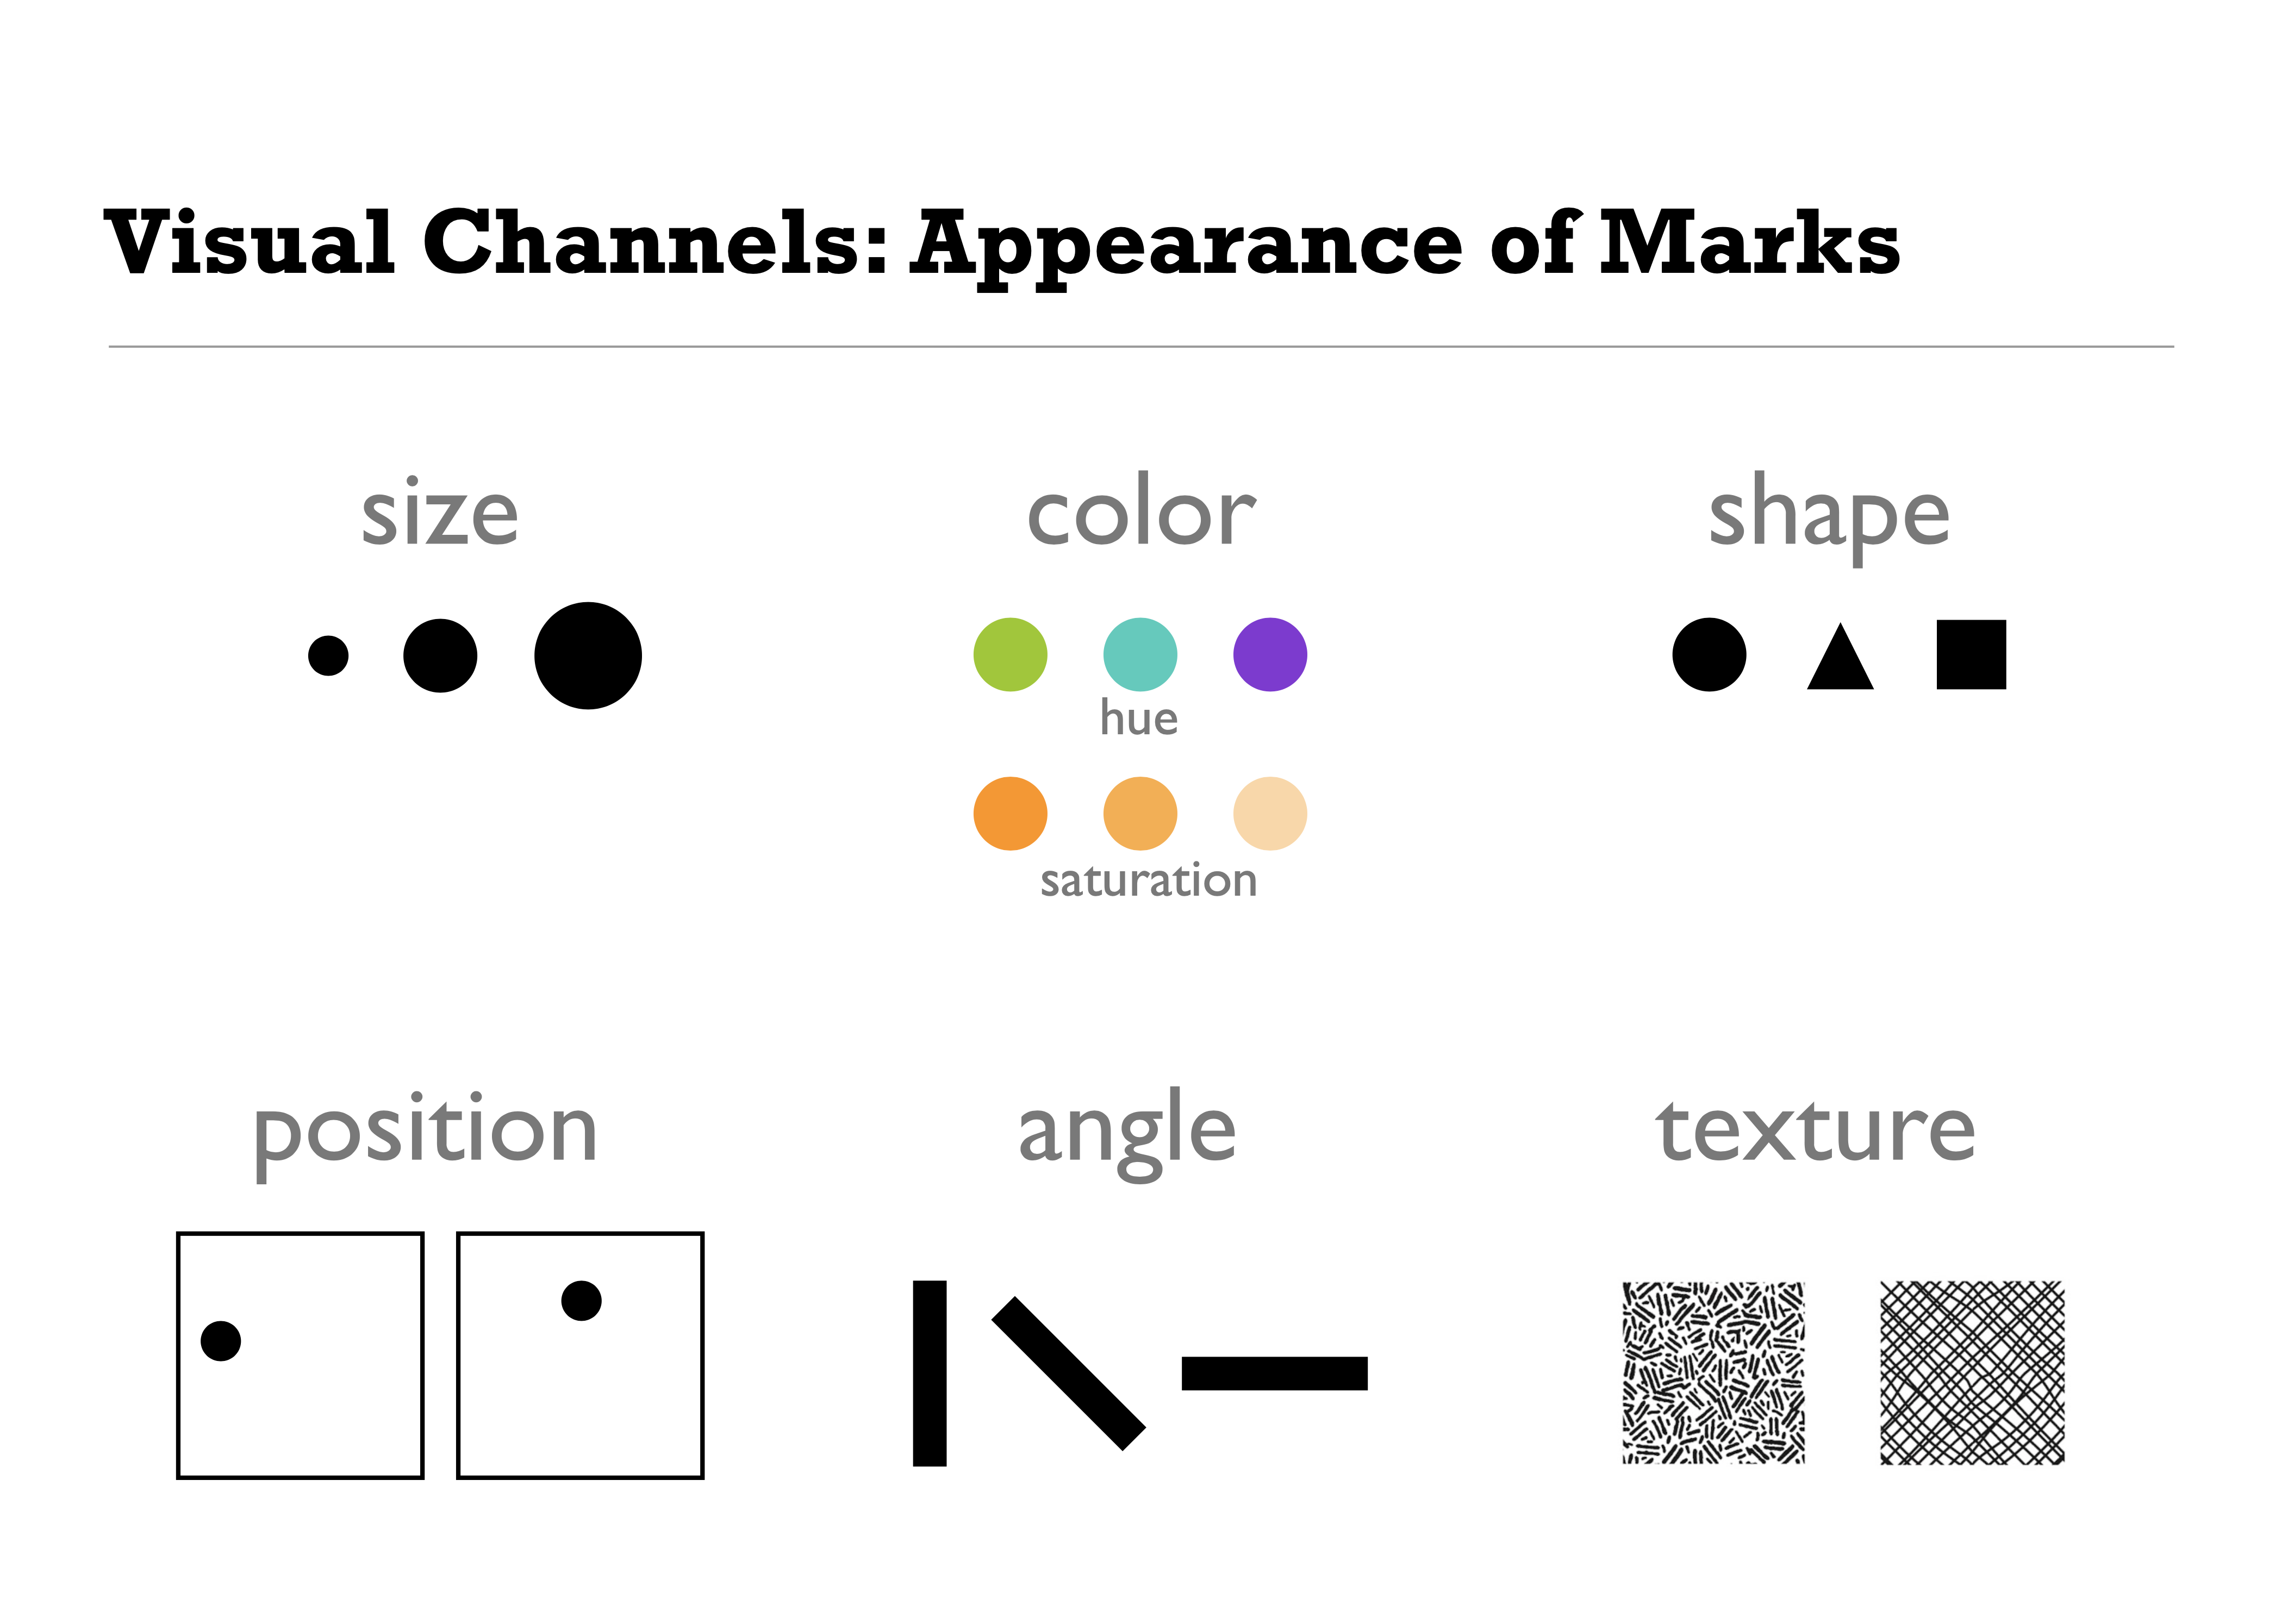 Visual Channels: Appearance of Marks
size
color
shape
hue
saturation
position
angle
texture